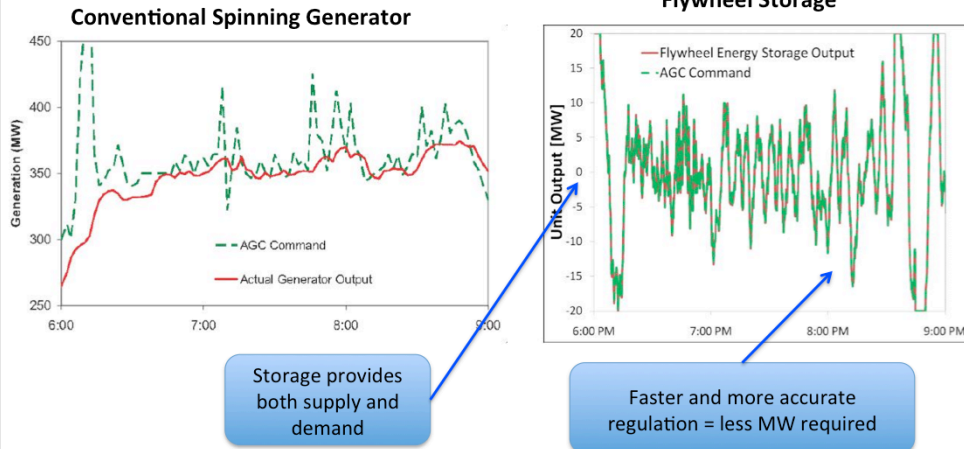 Conventional Spinning Generator
Flywheel Storage
Generation (MW)
450
400
350
300
250
AGC Command
Actual Generator Output
6:00
7:00
8:00
9:00
Unit Output [MW]
20
15
10
5
0
-5
-10
-15
-20
Flywheel Energy Storage Output
AGC Command
6:00 PM
7:00 PM
8:00 PM
9:00 PM
Storage provides
both supply and
demand
Faster and more accurate
regulation = less MW required